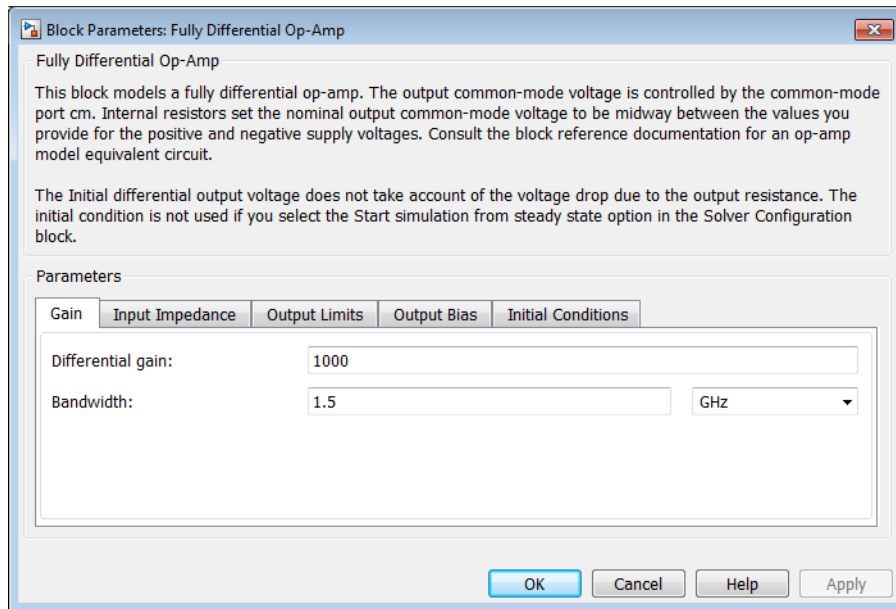 Block Parameters: Fully Differential Op-Amp
Fully Differential Op-Amp
This block models a fully differential op-amp. The output common-mode voltage is controlled by the common-mode
port cm. Internal resistors set the nominal output common-mode voltage to be midway between the values you
provide for the positive and negative supply voltages. Consult the block reference documentation for an op-amp
model equivalent circuit.
The Initial differential output voltage does not take account of the voltage drop due to the output resistance. The
initial condition is not used if you select the Start simulation from steady state option in the Solver Configuration
block.
Parameters
Gain Input Impedance Output Limits Output Bias Initial Conditions
Differential gain: 1000
Bandwidth: 1.5 GHz
OK Cancel Help Apply